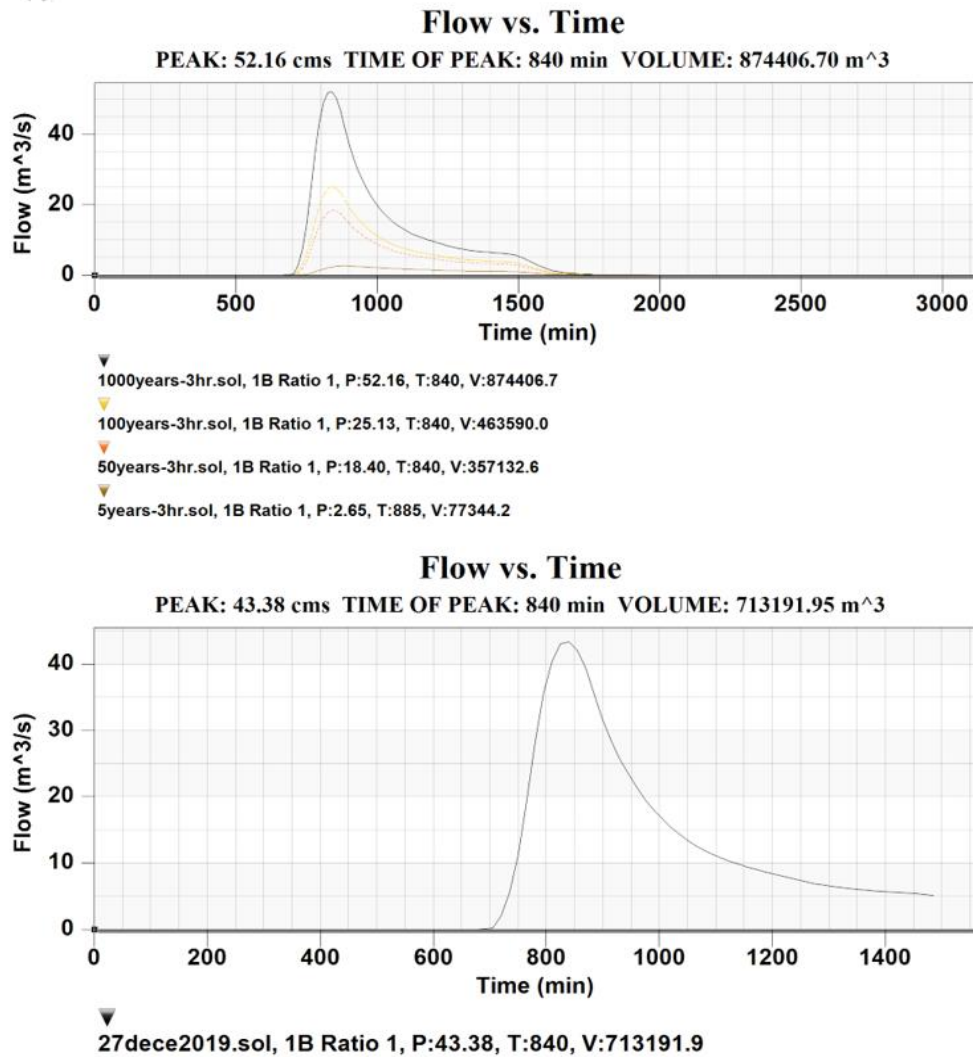 Flow vs. Time
PEAK: 52.16 cms TIME OF PEAK: 840 min VOLUME: 874406.70 m^3
Flow (m^3/s)
40
20
0
0 500 1000 1500 2000 2500 3000
Time (min)
1000years-3hr.sol, 1B Ratio 1, P:52.16, T:840, V:874406.7
100years-3hr.sol, 1B Ratio 1, P:25.13, T:840, V:463590.0
50years-3hr.sol, 1B Ratio 1, P:18.40, T:840, V:357132.6
5years-3hr.sol, 1B Ratio 1, P:2.65, T:885, V:77344.2
Flow vs. Time
PEAK: 43.38 cms TIME OF PEAK: 840 min VOLUME: 713191.95 m^3
Flow (m^3/s)
40
30
20
10
0
0 200 400 600 800 1000 1200 1400
Time (min)
27dece2019.sol, 1B Ratio 1, P:43.38, T:840, V:713191.9